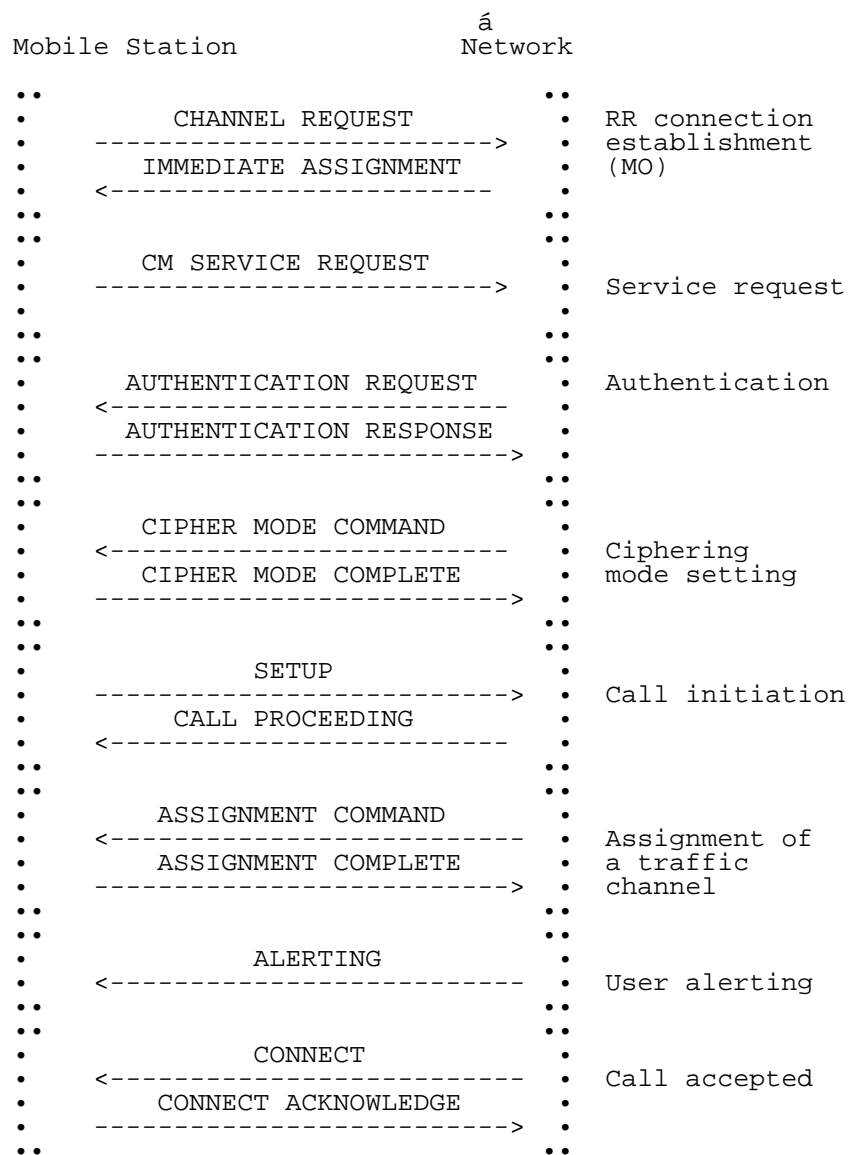 á
Mobile Station Network
CHANNEL REQUEST • RR connection
-------------------------> • establishment
IMMEDIATE ASSIGNMENT • (MO)
<------------------------
CM SERVICE REQUEST
-------------------------> • Service request
AUTHENTICATION REQUEST • Authentication
<-------------------------
AUTHENTICATION RESPONSE
-------------------------->
CIPHER MODE COMMAND
<------------------------- • Ciphering
CIPHER MODE COMPLETE • mode setting
-------------------------->
SETUP
--------------------------> • Call initiation
CALL PROCEEDING
<-------------------------
ASSIGNMENT COMMAND
<-------------------------- • Assignment of
ASSIGNMENT COMPLETE • a traffic
--------------------------> • channel
ALERTING
<-------------------------- • User alerting
CONNECT
<-------------------------- • Call accepted
CONNECT ACKNOWLEDGE
-------------------------->